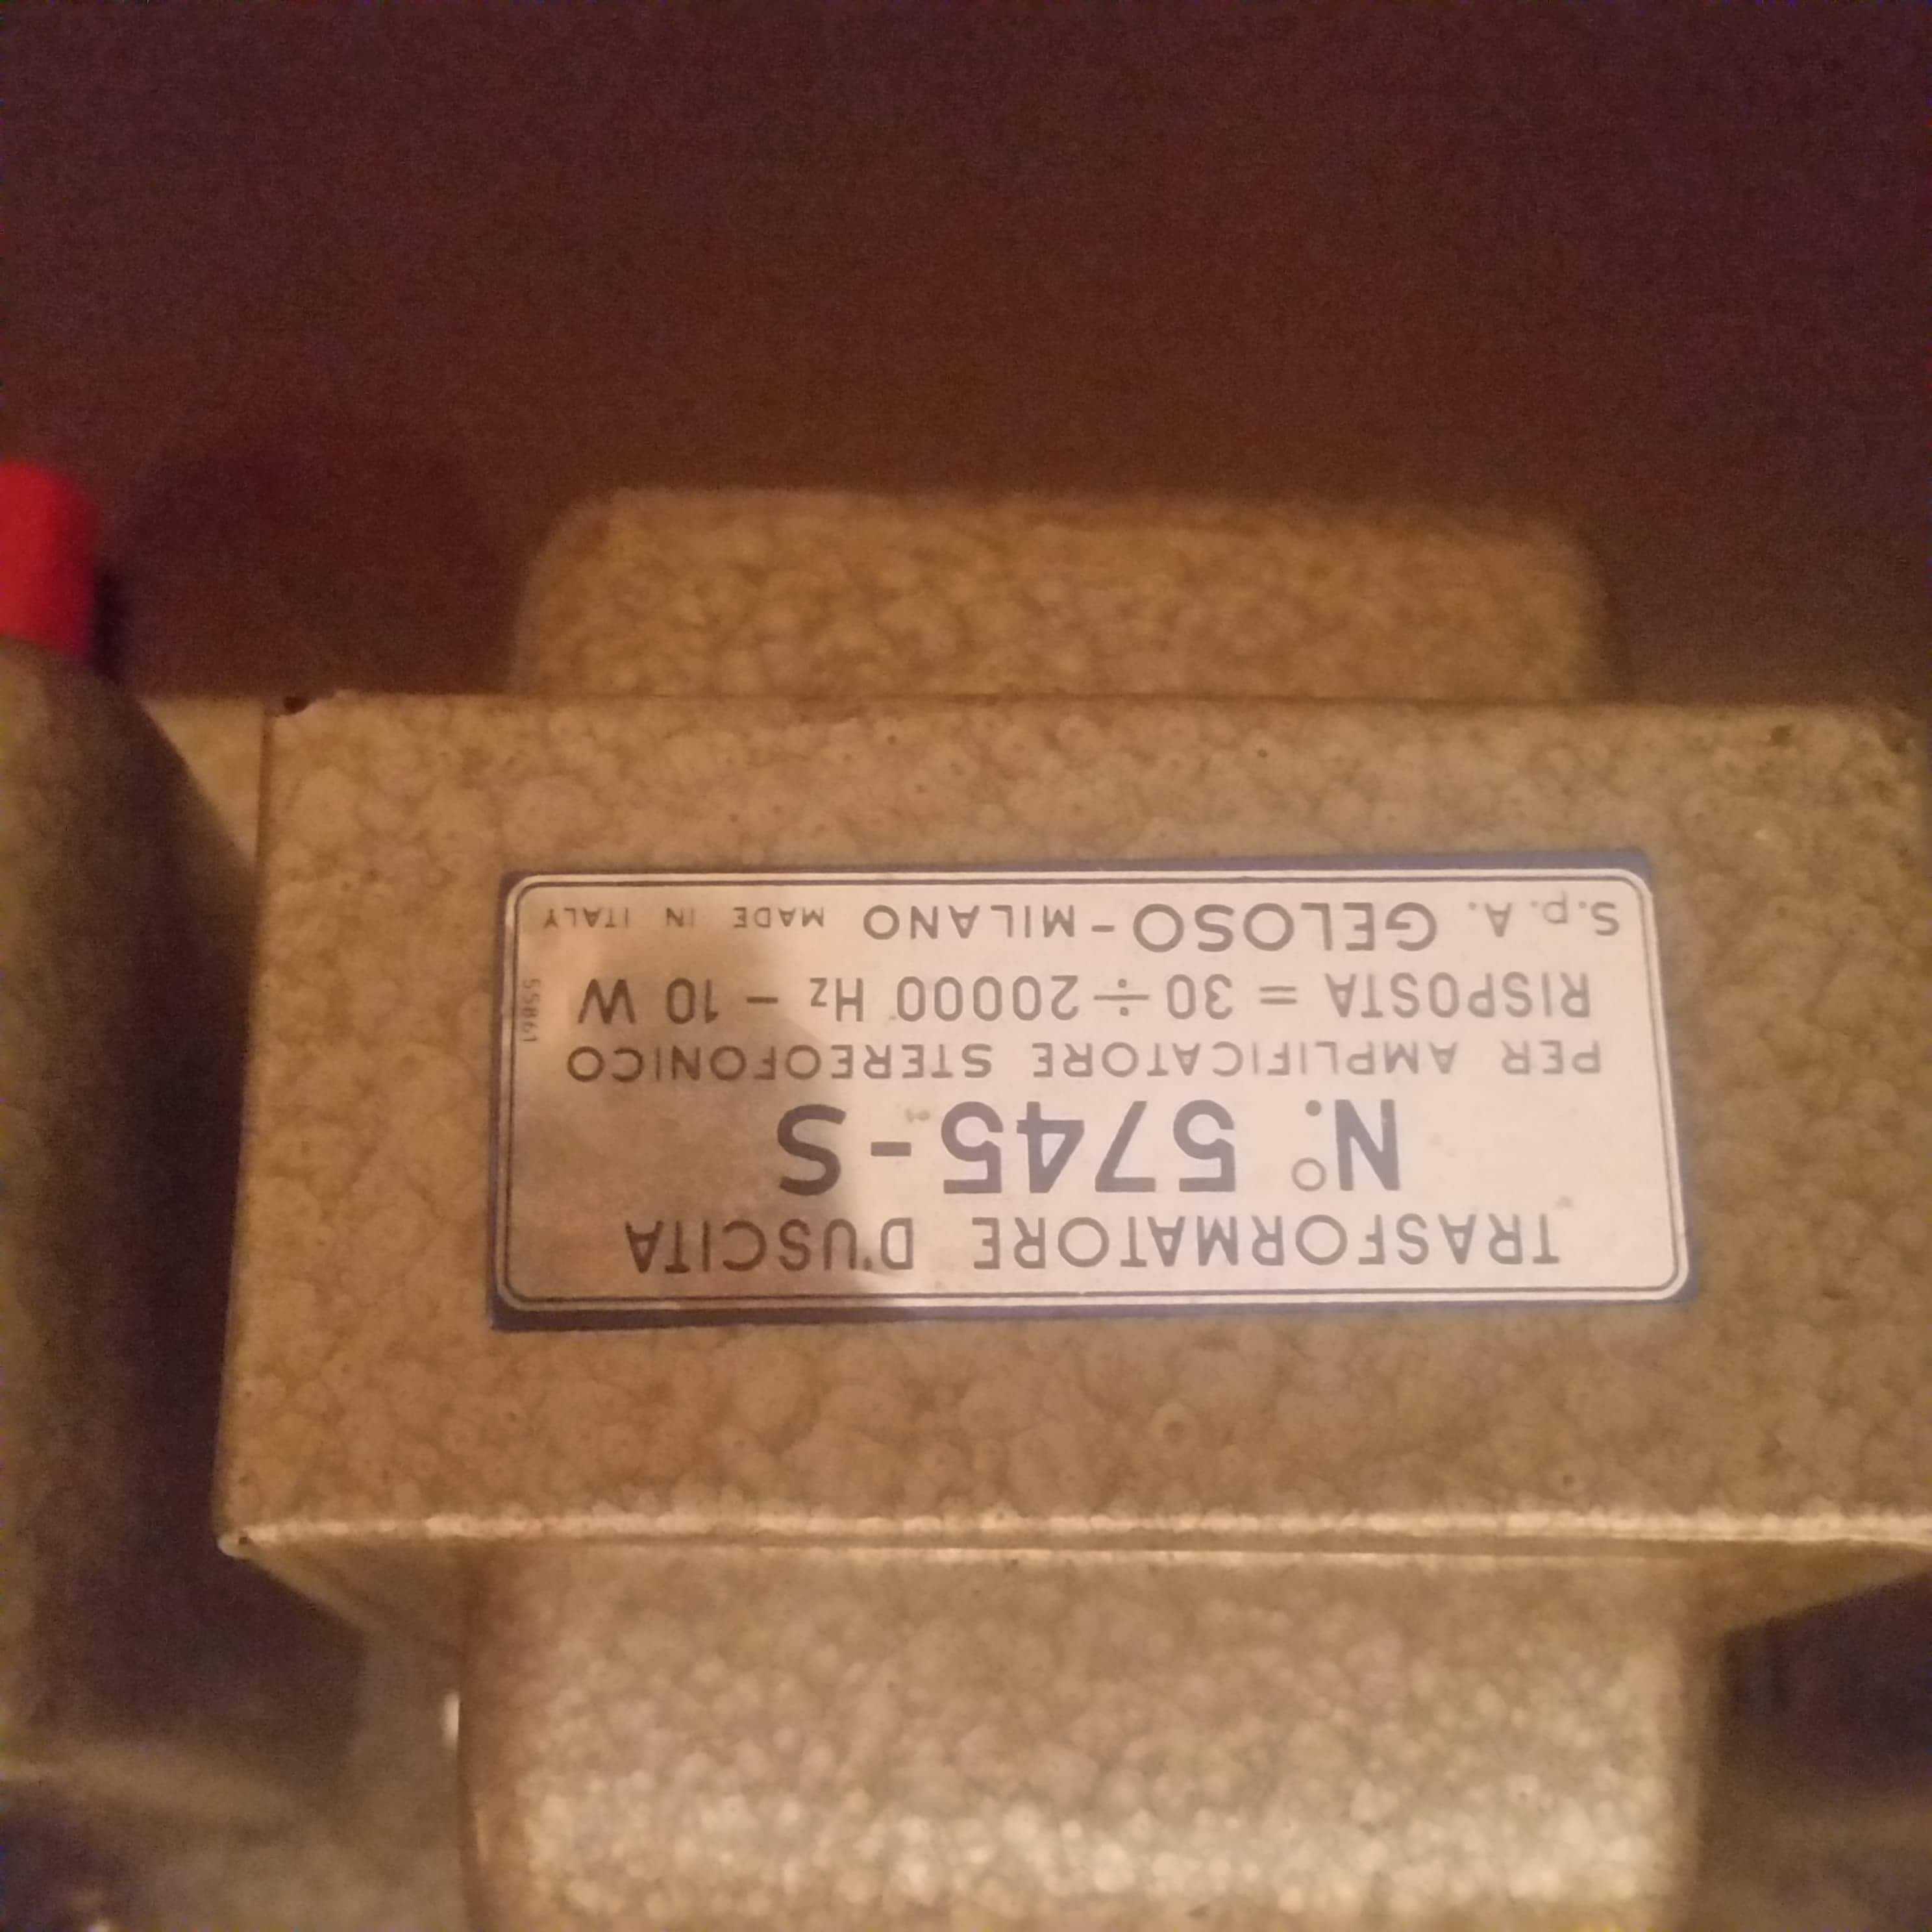 TRASFORMATORE D'USCITA
N.° 5745-S
PER AMPLIFICATORE STEREOFONICO
RISPOSTA = 30 ÷ 20000 Hz - 10 W
S.p.A. GELOSO - MILANO MADE IN ITALY